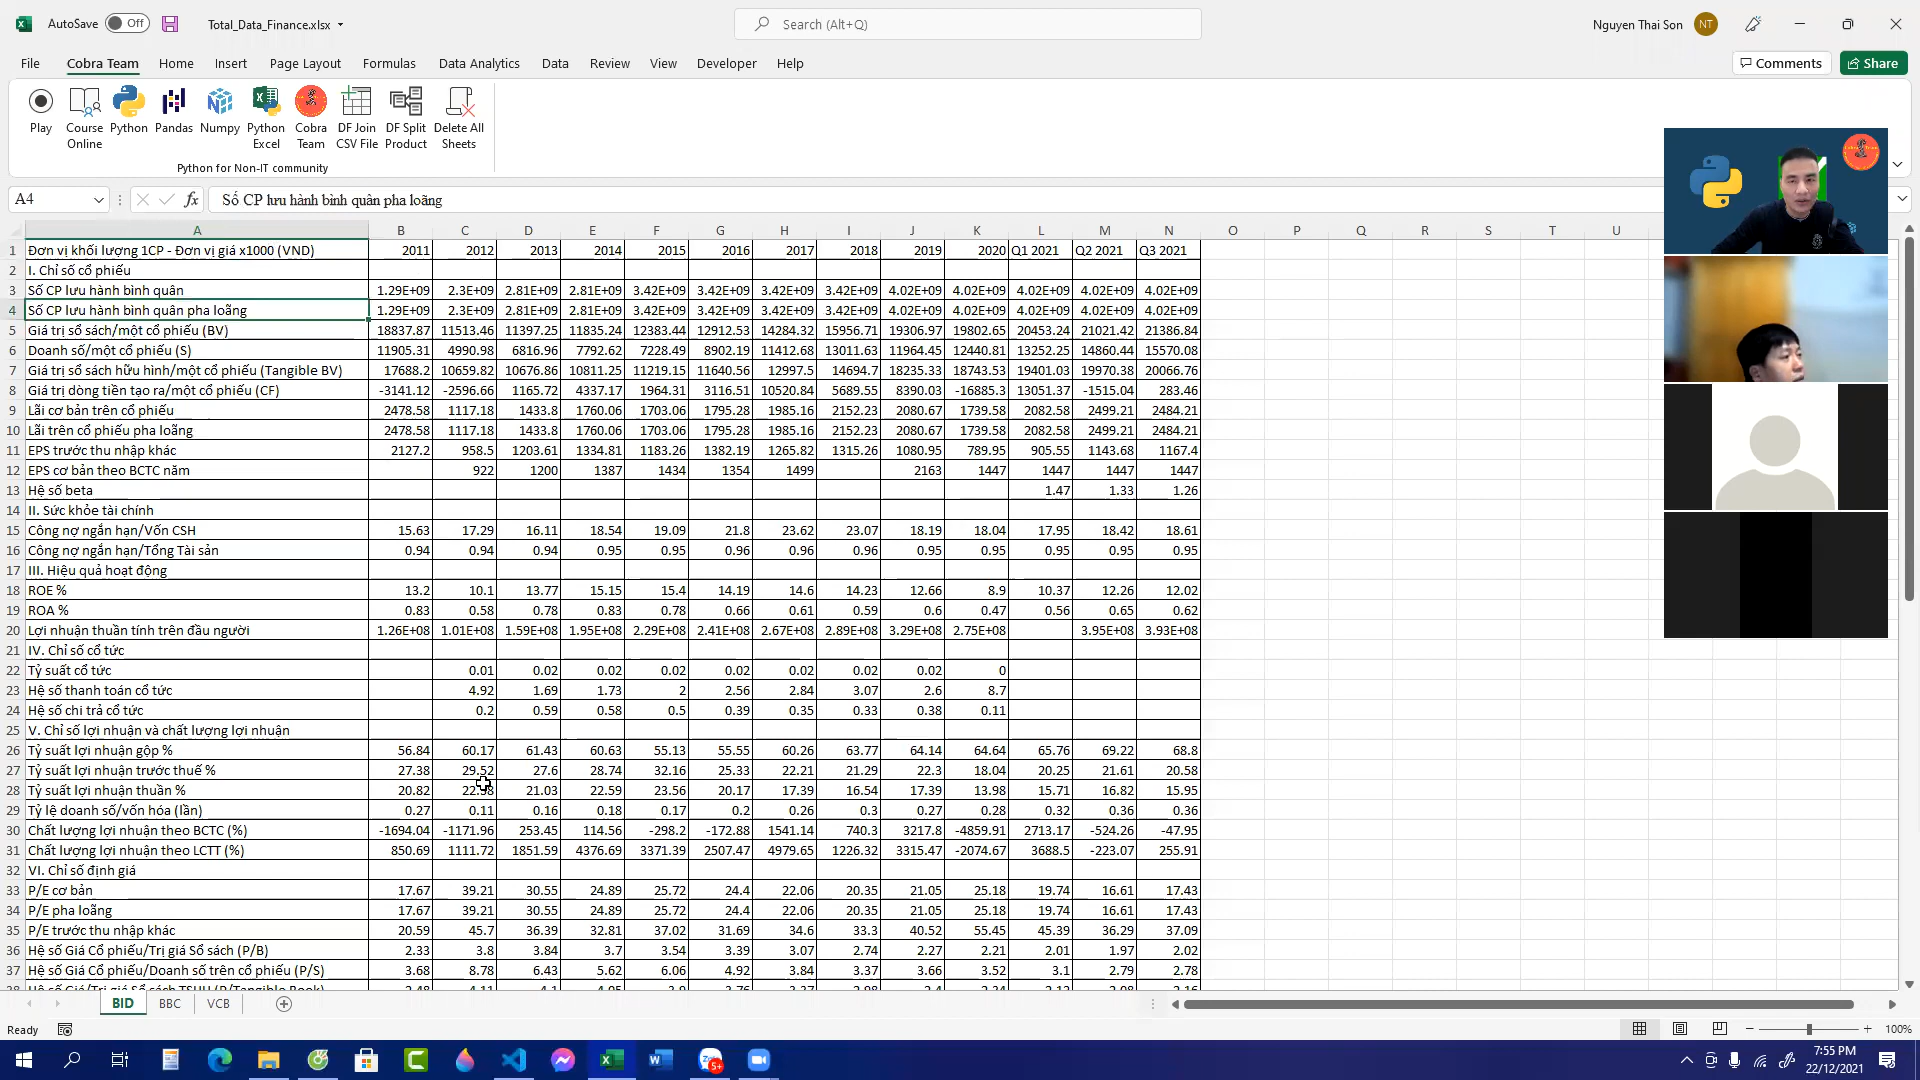 AutoSave Off Total_Data_Finance.xlsx Search (Alt+Q) Nguyen Thai Son NT
File Cobra Team Home Insert Page Layout Formulas Data Analytics Data Review View Developer Help Comments Share
Play Course Online Python Pandas Numpy Python Excel Cobra Team DF Join CSV File DF Split Product Delete All Sheets
Python for Non-IT community
A4 fx Số CP lưu hành bình quân pha loãng
A B C D E F G H I J K L M N O P Q R S T U
1 Đơn vị khối lượng 1CP - Đơn vị giá x1000 (VND) 2011 2012 2013 2014 2015 2016 2017 2018 2019 2020 Q1 2021 Q2 2021 Q3 2021
2 I. Chỉ số cổ phiếu
3 Số CP lưu hành bình quân 1.29E+09 2.3E+09 2.81E+09 2.81E+09 3.42E+09 3.42E+09 3.42E+09 3.42E+09 4.02E+09 4.02E+09 4.02E+09 4.02E+09 4.02E+09
4 Số CP lưu hành bình quân pha loãng 1.29E+09 2.3E+09 2.81E+09 2.81E+09 3.42E+09 3.42E+09 3.42E+09 3.42E+09 4.02E+09 4.02E+09 4.02E+09 4.02E+09 4.02E+09
5 Giá trị sổ sách/một cổ phiếu (BV) 18837.87 11513.46 11397.25 11835.24 12383.44 12912.53 14284.32 15956.71 19306.97 19802.65 20453.24 21021.42 21386.84
6 Doanh số/một cổ phiếu (S) 11905.31 4990.98 6816.96 7792.62 7228.49 8902.19 11412.68 13011.63 11964.45 12440.81 13252.25 14860.44 15570.08
7 Giá trị sổ sách hữu hình/một cổ phiếu (Tangible BV) 17688.2 10659.82 10676.86 10811.25 11219.15 11640.56 12997.5 14694.7 18235.33 18743.53 19401.03 19970.38 20066.76
8 Giá trị dòng tiền tạo ra/một cổ phiếu (CF) -3141.12 -2596.66 1165.72 4337.17 1964.31 3116.51 10520.84 5689.55 8390.03 -16885.3 13051.37 -1515.04 283.46
9 Lãi cơ bản trên cổ phiếu 2478.58 1117.18 1433.8 1760.06 1703.06 1795.28 1985.16 2152.23 2080.67 1739.58 2082.58 2499.21 2484.21
10 Lãi trên cổ phiếu pha loãng 2478.58 1117.18 1433.8 1760.06 1703.06 1795.28 1985.16 2152.23 2080.67 1739.58 2082.58 2499.21 2484.21
11 EPS trước thu nhập khác 2127.2 958.5 1203.61 1334.81 1183.26 1382.19 1265.82 1315.26 1080.95 789.95 905.55 1143.68 1167.4
12 EPS cơ bản theo BCTC năm 922 1200 1387 1434 1354 1499 2163 1447 1447 1447 1447
13 Hệ số beta 1.47 1.33 1.26
14 II. Sức khỏe tài chính
15 Công nợ ngắn hạn/Vốn CSH 15.63 17.29 16.11 18.54 19.09 21.8 23.62 23.07 18.19 18.04 17.95 18.42 18.61
16 Công nợ ngắn hạn/Tổng Tài sản 0.94 0.94 0.94 0.95 0.95 0.96 0.96 0.96 0.95 0.95 0.95 0.95 0.95
17 III. Hiệu quả hoạt động
18 ROE % 13.2 10.1 13.77 15.15 15.4 14.19 14.6 14.23 12.66 8.9 10.37 12.26 12.02
19 ROA % 0.83 0.58 0.78 0.83 0.78 0.66 0.61 0.59 0.6 0.47 0.56 0.65 0.62
20 Lợi nhuận thuần tính trên đầu người 1.26E+08 1.01E+08 1.59E+08 1.95E+08 2.29E+08 2.41E+08 2.67E+08 2.89E+08 3.29E+08 2.75E+08 3.95E+08 3.93E+08
21 IV. Chỉ số cổ tức
22 Tỷ suất cổ tức 0.01 0.02 0.02 0.02 0.02 0.02 0.02 0.02 0
23 Hệ số thanh toán cổ tức 4.92 1.69 1.73 2 2.56 2.84 3.07 2.6 8.7
24 Hệ số chi trả cổ tức 0.2 0.59 0.58 0.5 0.39 0.35 0.33 0.38 0.11
25 V. Chỉ số lợi nhuận và chất lượng lợi nhuận
26 Tỷ suất lợi nhuận gộp % 56.84 60.17 61.43 60.63 55.13 55.55 60.26 63.77 64.14 64.64 65.76 69.22 68.8
27 Tỷ suất lợi nhuận trước thuế % 27.38 29.52 27.6 28.74 32.16 25.33 22.21 21.29 22.3 18.04 20.25 21.61 20.58
28 Tỷ suất lợi nhuận thuần % 20.82 21.03 22.59 23.56 20.17 17.39 16.54 17.39 13.98 15.71 16.82 15.95
29 Tỷ lệ doanh số/vốn hóa (lần) 0.27 0.11 0.16 0.18 0.17 0.2 0.26 0.3 0.27 0.28 0.32 0.36 0.36
30 Chất lượng lợi nhuận theo BCTC (%) -1694.04 -1171.96 253.45 114.56 -298.2 -172.88 1541.14 740.3 3217.8 -4859.91 2713.17 -524.26 -47.95
31 Chất lượng lợi nhuận theo LCTT (%) 850.69 1111.72 1851.59 4376.69 3371.39 2507.47 4979.65 1226.32 3315.47 -2074.67 3688.5 -223.07 255.91
32 VI. Chỉ số định giá
33 P/E cơ bản 17.67 39.21 30.55 24.89 25.72 24.4 22.06 20.35 21.05 25.18 19.74 16.61 17.43
34 P/E pha loãng 17.67 39.21 30.55 24.89 25.72 24.4 22.06 20.35 21.05 25.18 19.74 16.61 17.43
35 P/E trước thu nhập khác 20.59 45.7 36.39 32.81 37.02 31.69 34.6 33.3 40.52 55.45 45.39 36.29 37.09
36 Hệ số Giá Cổ phiếu/Trị giá Sổ sách (P/B) 2.33 3.8 3.84 3.7 3.54 3.39 3.07 2.74 2.27 2.21 2.01 1.97 2.02
37 Hệ số Giá Cổ phiếu/Doanh số trên cổ phiếu (P/S) 3.68 8.78 6.43 5.62 6.06 4.92 3.84 3.37 3.66 3.52 3.1 2.79 2.78
BID BBC VCB
Ready 100%
7:55 PM
22/12/2021